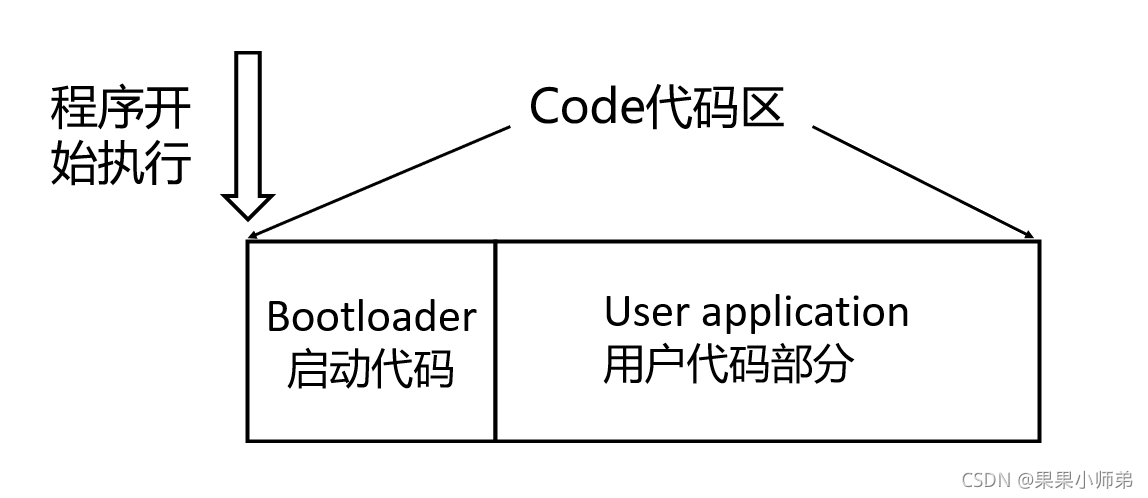 程序开
始执行
Code代码区
Bootloader
启动代码
User application
用户代码部分
CSDN @果果小师弟